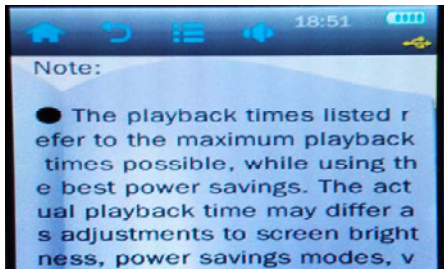 18:51
Note:
● The playback times listed r
efer to the maximum playback
times possible, while using th
e best power savings. The act
ual playback time may differ a
s adjustments to screen bright
ness, power savings modes, v